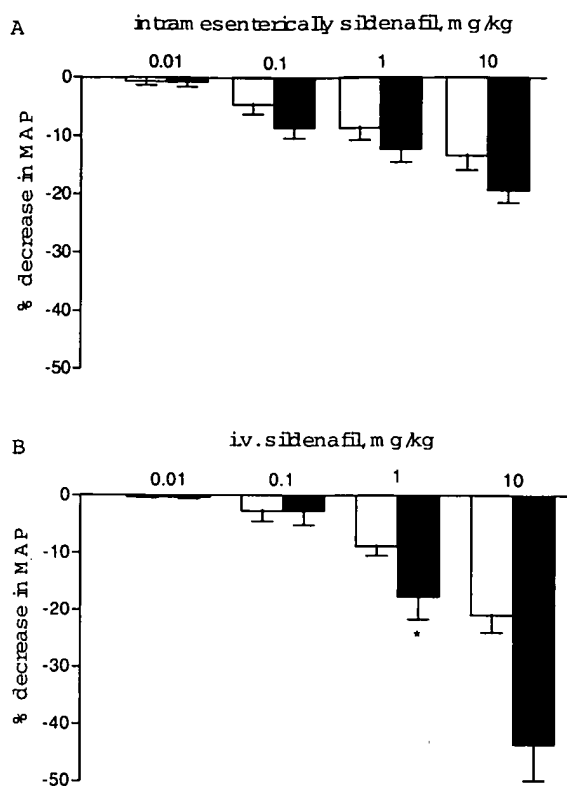 A
intramesenterically sildenafil, mg/kg
0.01 0.1 1 10
0
-10
-20
-30
-40
-50
% decrease in MAP
B
i.v. sildenafil, mg/kg
0.01 0.1 1 10
0
-10
-20
-30
-40
-50
% decrease in MAP
*